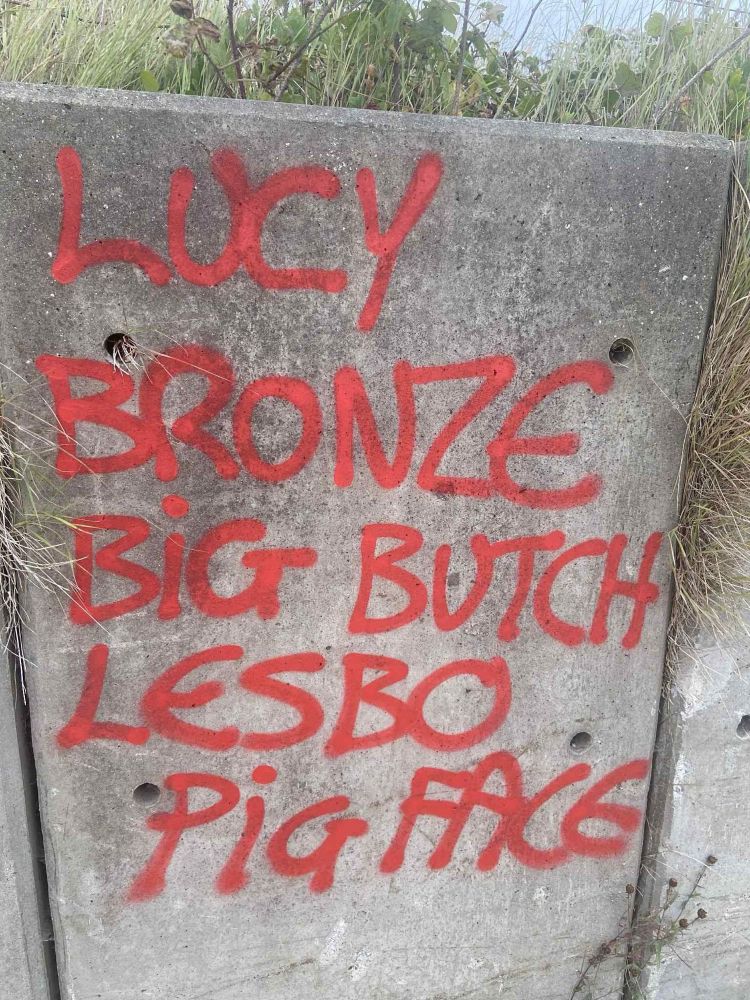 LUCY
BRONZE
BiG BUTCH
LESBO
PiG FACE